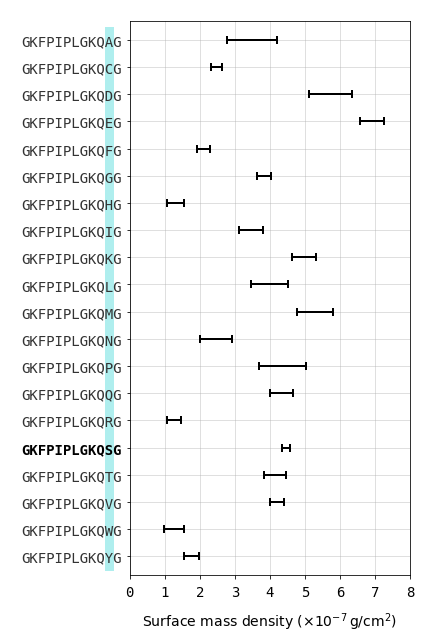 GKFPIPLGKQAG
GKFPIPLGKQCG
GKFPIPLGKQDG
GKFPIPLGKQEG
GKFPIPLGKQFG
GKFPIPLGKQGG
GKFPIPLGKQHG
GKFPIPLGKQIG
GKFPIPLGKQKG
GKFPIPLGKQLG
GKFPIPLGKQMG
GKFPIPLGKQNG
GKFPIPLGKQPG
GKFPIPLGKQQG
GKFPIPLGKQRG
GKFPIPLGKQSG
GKFPIPLGKQTG
GKFPIPLGKQVG
GKFPIPLGKQWG
GKFPIPLGKQYG
0 1 2 3 4 5 6 7 8
Surface mass density (×10⁻⁷ g/cm²)